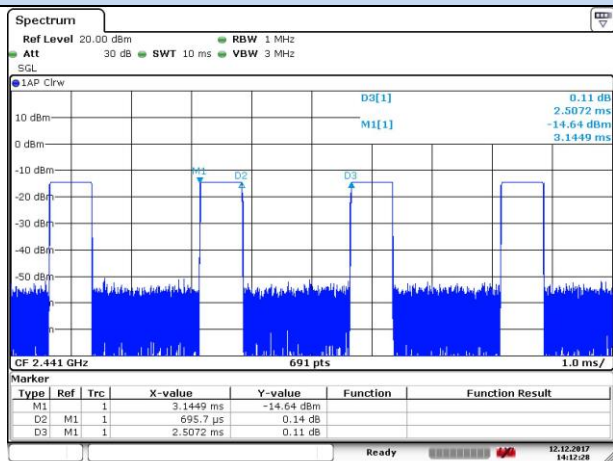 Spectrum
Ref Level 20.00 dBm RBW 1 MHz
Att 30 dB SWT 10 ms VBW 3 MHz
SGL
1AP Clrw
D3[1] 0.11 dB
2.5072 ms
10 dBm M1[1] -14.64 dBm
3.1449 ms
0 dBm
-10 dBm
M1 D2 D3
-20 dBm
-30 dBm
-40 dBm
-50 dBm
CF 2.441 GHz 691 pts 1.0 ms/
Marker
Type Ref Trc X-value Y-value Function Function Result
M1 1 3.1449 ms -14.64 dBm
D2 M1 1 695.7 µs 0.14 dB
D3 M1 1 2.5072 ms 0.11 dB
Ready 12.12.2017
14:12:28